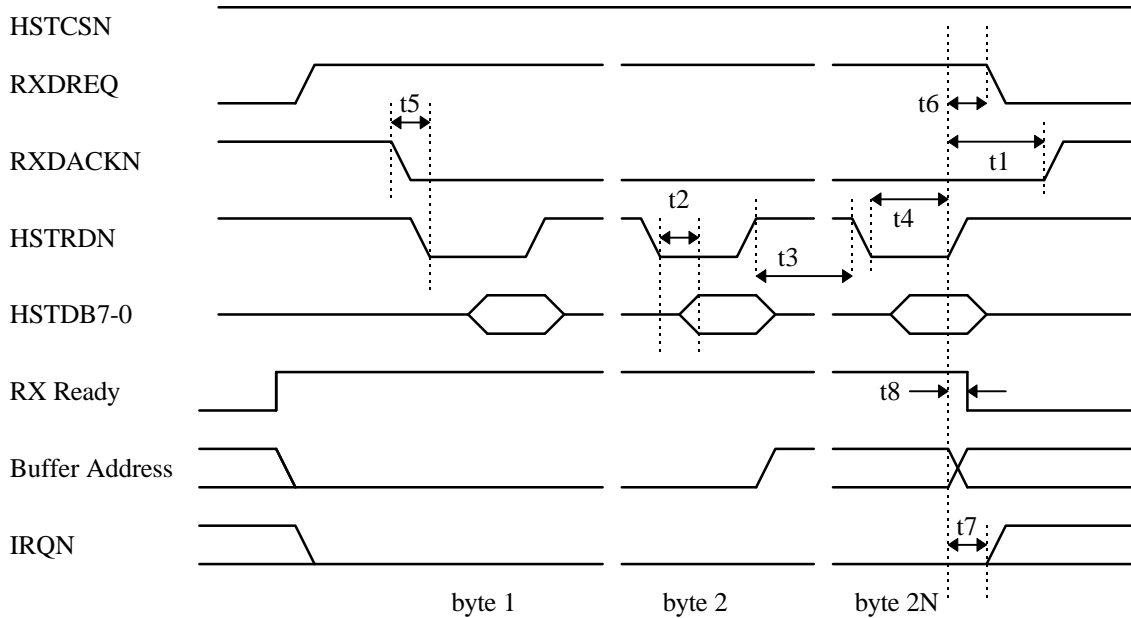 HSTCSN
RXDREQ
t5
t6
RXDACKN
t1
t2
t4
HSTRDN
t3
HSTDB7-0
RX Ready
t8
Buffer Address
t7
IRQN
byte 1
byte 2
byte 2N